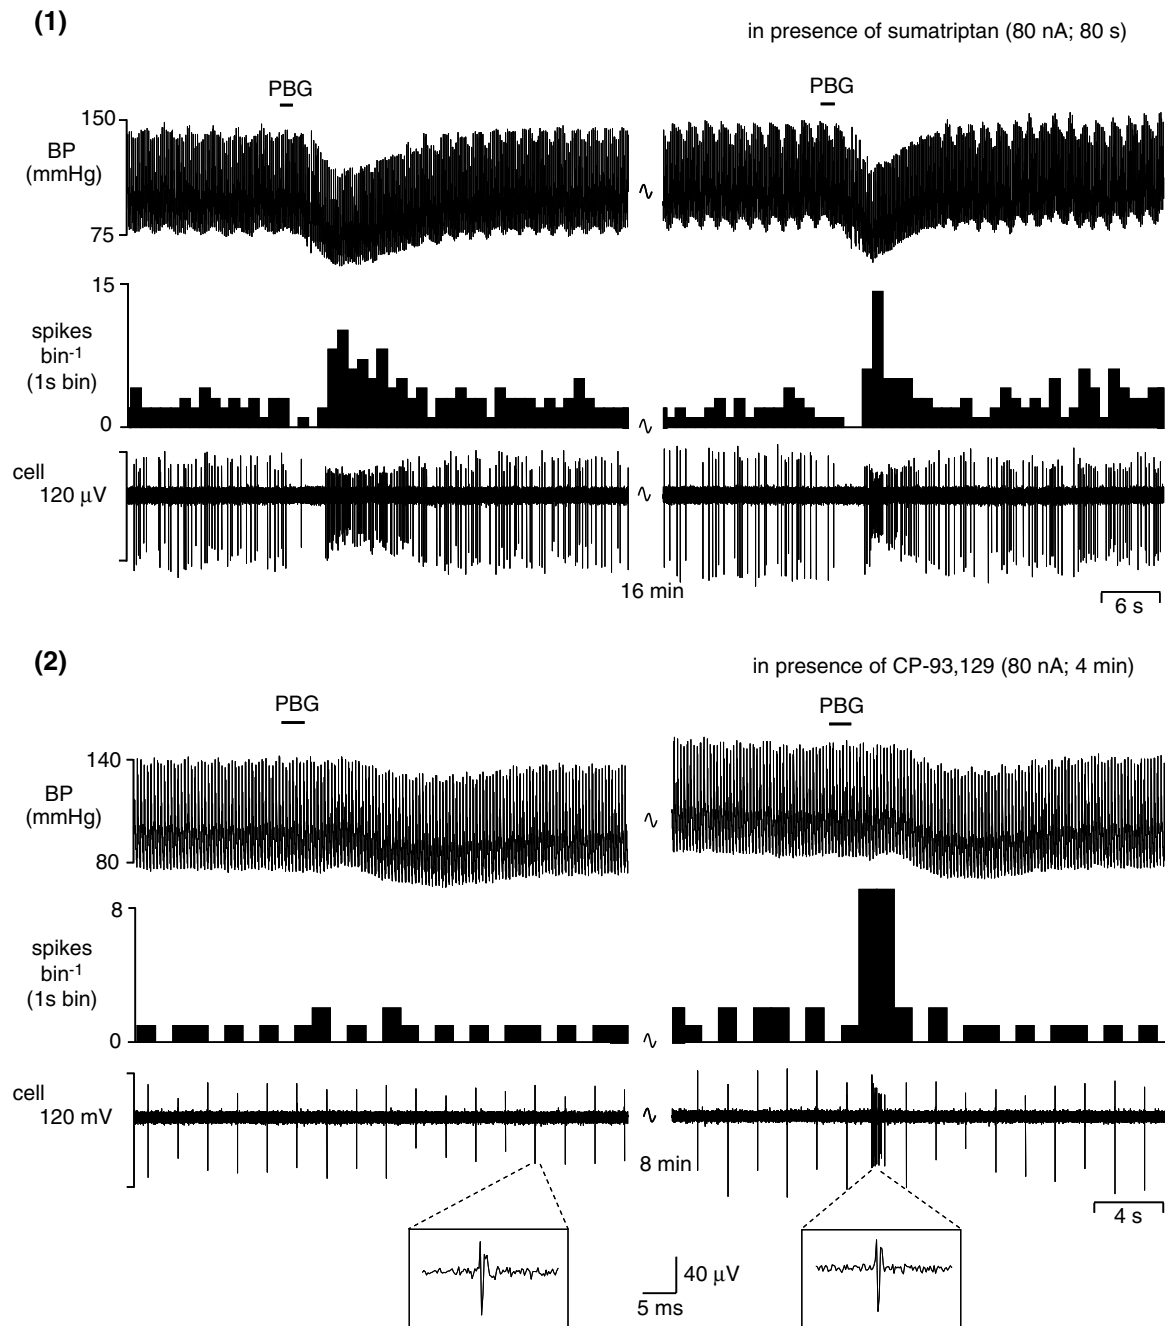 (1)
in presence of sumatriptan (80 nA; 80 s)
PBG
PBG
150
BP
(mmHg)
75
15
spikes
bin-1
(1s bin)
0
cell
120 μV
16 min
6 s
(2)
in presence of CP-93,129 (80 nA; 4 min)
PBG
PBG
140
BP
(mmHg)
80
8
spikes
bin-1
(1s bin)
0
cell
120 mV
8 min
4 s
40 μV
5 ms